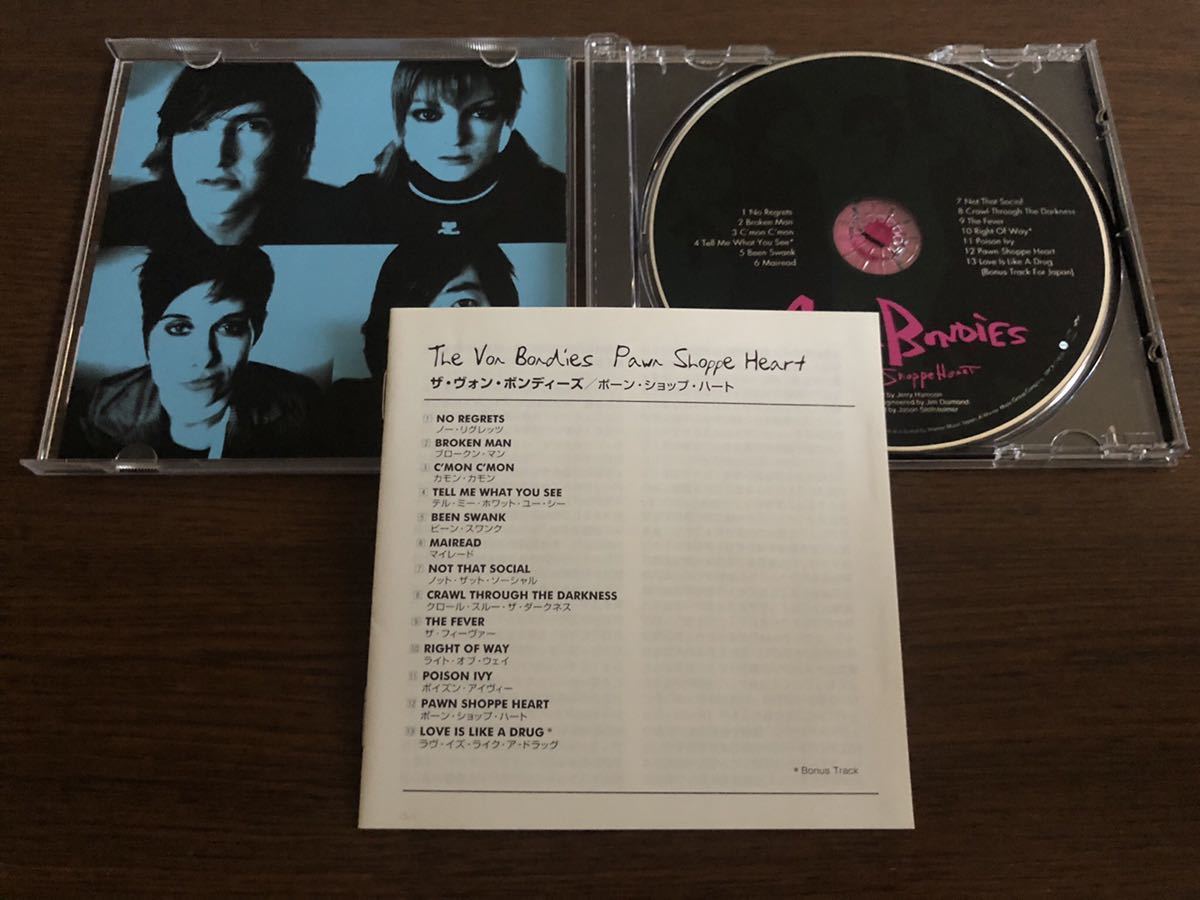 1 No Regrets
2 Broken Man
3 C'mon C'mon
4 Tell Me What You See*
5 Been Swank
6 Mairead
7 Not That Social
8 Crawl Through The Darkness
9 The Fever
10 Right Of Way*
11 Poison Ivy
12 Pawn Shoppe Heart
13 Love Is Like A Drug
(Bonus Track For Japan)
Bondies
Shoppe Heart
by Jerry Harrison
engineered by Jim Diamond
by Jason Stollsteimer
The Von Bondies Pawn Shoppe Heart
ザ・ヴォン・ボンディーズ／ポーン・ショップ・ハート
1 NO REGRETS
ノー・リグレッツ
2 BROKEN MAN
ブロークン・マン
3 C'MON C'MON
カモン・カモン
4 TELL ME WHAT YOU SEE
テル・ミー・ホワット・ユー・シー
5 BEEN SWANK
ビーン・スワンク
6 MAIREAD
マイレード
7 NOT THAT SOCIAL
ノット・ザット・ソーシャル
8 CRAWL THROUGH THE DARKNESS
クロール・スルー・ザ・ダークネス
9 THE FEVER
ザ・フィーヴァー
10 RIGHT OF WAY
ライト・オブ・ウェイ
11 POISON IVY
ポイズン・アイヴィー
12 PAWN SHOPPE HEART
ポーン・ショップ・ハート
13 LOVE IS LIKE A DRUG *
ラヴ・イズ・ライク・ア・ドラッグ
* Bonus Track